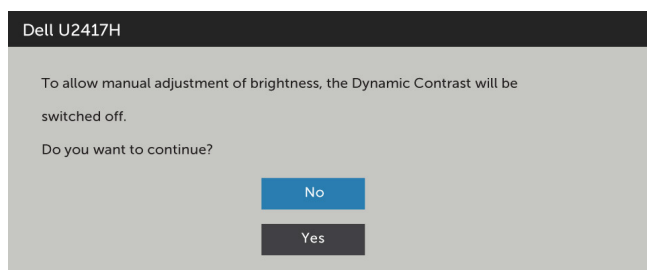 Dell U2417H
To allow manual adjustment of brightness, the Dynamic Contrast will be
switched off.
Do you want to continue?
No
Yes